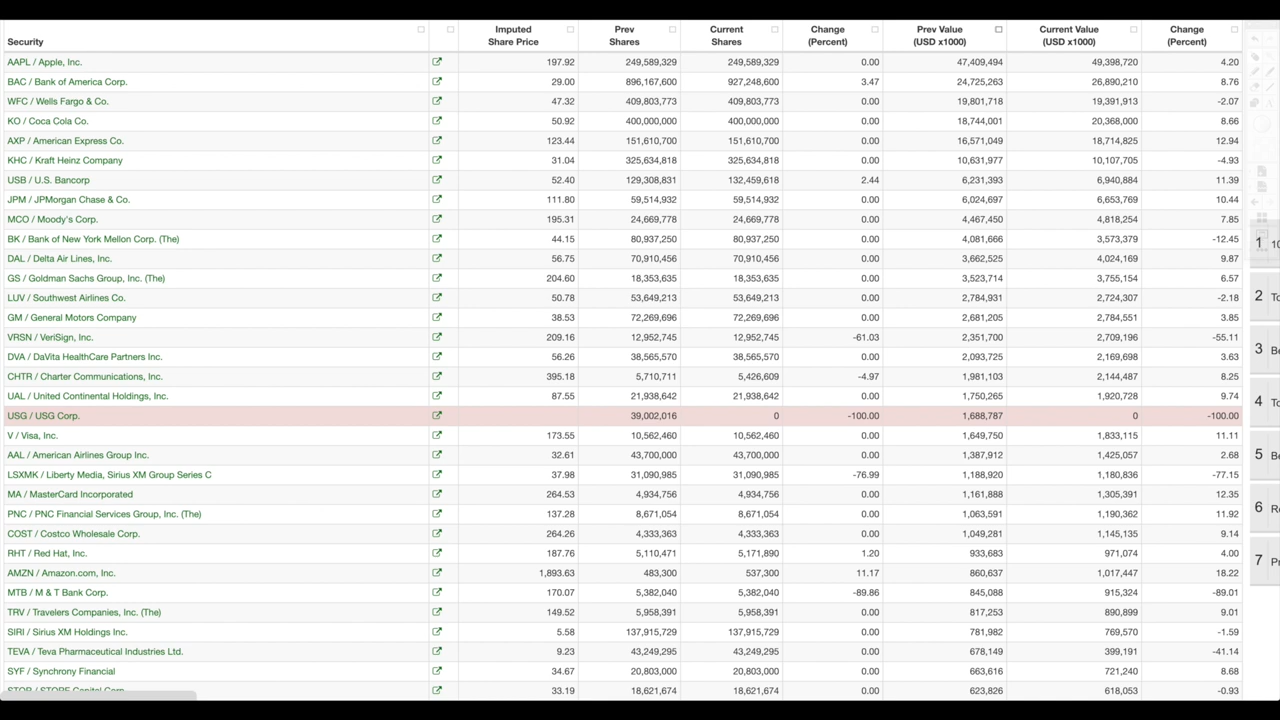 Security Imputed Share Price Prev Shares Current Shares Change (Percent) Prev Value (USD x1000) Current Value (USD x1000) Change (Percent)
AAPL / Apple, Inc. 197.92 249,589,329 249,589,329 0.00 47,409,494 49,398,720 4.20
BAC / Bank of America Corp. 29.00 896,167,600 927,248,600 3.47 24,725,263 26,890,210 8.76
WFC / Wells Fargo & Co. 47.32 409,803,773 409,803,773 0.00 19,801,718 19,391,913 -2.07
KO / Coca Cola Co. 50.92 400,000,000 400,000,000 0.00 18,744,001 20,368,000 8.66
AXP / American Express Co. 123.44 151,610,700 151,610,700 0.00 16,571,049 18,714,825 12.94
KHC / Kraft Heinz Company 31.04 325,634,818 325,634,818 0.00 10,631,977 10,107,705 -4.93
USB / U.S. Bancorp 52.40 129,308,831 132,459,618 2.44 6,231,393 6,940,884 11.39
JPM / JPMorgan Chase & Co. 111.80 59,514,932 59,514,932 0.00 6,024,697 6,653,769 10.44
MCO / Moody's Corp. 195.31 24,669,778 24,669,778 0.00 4,467,450 4,818,254 7.85
BK / Bank of New York Mellon Corp. (The) 44.15 80,937,250 80,937,250 0.00 4,081,666 3,573,379 -12.45
DAL / Delta Air Lines, Inc. 56.75 70,910,456 70,910,456 0.00 3,662,525 4,024,169 9.87
GS / Goldman Sachs Group, Inc. (The) 204.60 18,353,635 18,353,635 0.00 3,523,714 3,755,154 6.57
LUV / Southwest Airlines Co. 50.78 53,649,213 53,649,213 0.00 2,784,931 2,724,307 -2.18
GM / General Motors Company 38.53 72,269,696 72,269,696 0.00 2,681,205 2,784,551 3.85
VRSN / VeriSign, Inc. 209.16 12,952,745 12,952,745 -61.03 2,351,700 2,709,196 -55.11
DVA / DaVita HealthCare Partners Inc. 56.26 38,565,570 38,565,570 0.00 2,093,725 2,169,698 3.63
CHTR / Charter Communications, Inc. 395.18 5,710,711 5,426,609 -4.97 1,981,103 2,144,487 8.25
UAL / United Continental Holdings, Inc. 87.55 21,938,642 21,938,642 0.00 1,750,265 1,920,728 9.74
USG / USG Corp. 39,002,016 0 -100.00 1,688,787 0 -100.00
V / Visa, Inc. 173.55 10,562,460 10,562,460 0.00 1,649,750 1,833,115 11.11
AAL / American Airlines Group Inc. 32.61 43,700,000 43,700,000 0.00 1,387,912 1,425,057 2.68
LSXMK / Liberty Media, Sirius XM Group Series C 37.98 31,090,985 31,090,985 -76.99 1,188,920 1,180,836 -77.15
MA / MasterCard Incorporated 264.53 4,934,756 4,934,756 0.00 1,161,888 1,305,391 12.35
PNC / PNC Financial Services Group, Inc. (The) 137.28 8,671,054 8,671,054 0.00 1,063,591 1,190,362 11.92
COST / Costco Wholesale Corp. 264.26 4,333,363 4,333,363 0.00 1,049,281 1,145,135 9.14
RHT / Red Hat, Inc. 187.76 5,110,471 5,171,890 1.20 933,683 971,074 4.00
AMZN / Amazon.com, Inc. 1,893.63 483,300 537,300 11.17 860,637 1,017,447 18.22
MTB / M & T Bank Corp. 170.07 5,382,040 5,382,040 -89.86 845,088 915,324 -89.01
TRV / Travelers Companies, Inc. (The) 149.52 5,958,391 5,958,391 0.00 817,253 890,899 9.01
SIRI / Sirius XM Holdings Inc. 5.58 137,915,729 137,915,729 0.00 781,982 769,570 -1.59
TEVA / Teva Pharmaceutical Industries Ltd. 9.23 43,249,295 43,249,295 0.00 678,149 399,191 -41.14
SYF / Synchrony Financial 34.67 20,803,000 20,803,000 0.00 663,616 721,240 8.68
STOR / STORE Capital Corp. 33.19 18,621,674 18,621,674 0.00 623,826 618,053 -0.93
1 10
2 To
3 Be
4 To
5 Be
6 Re
7 Pr